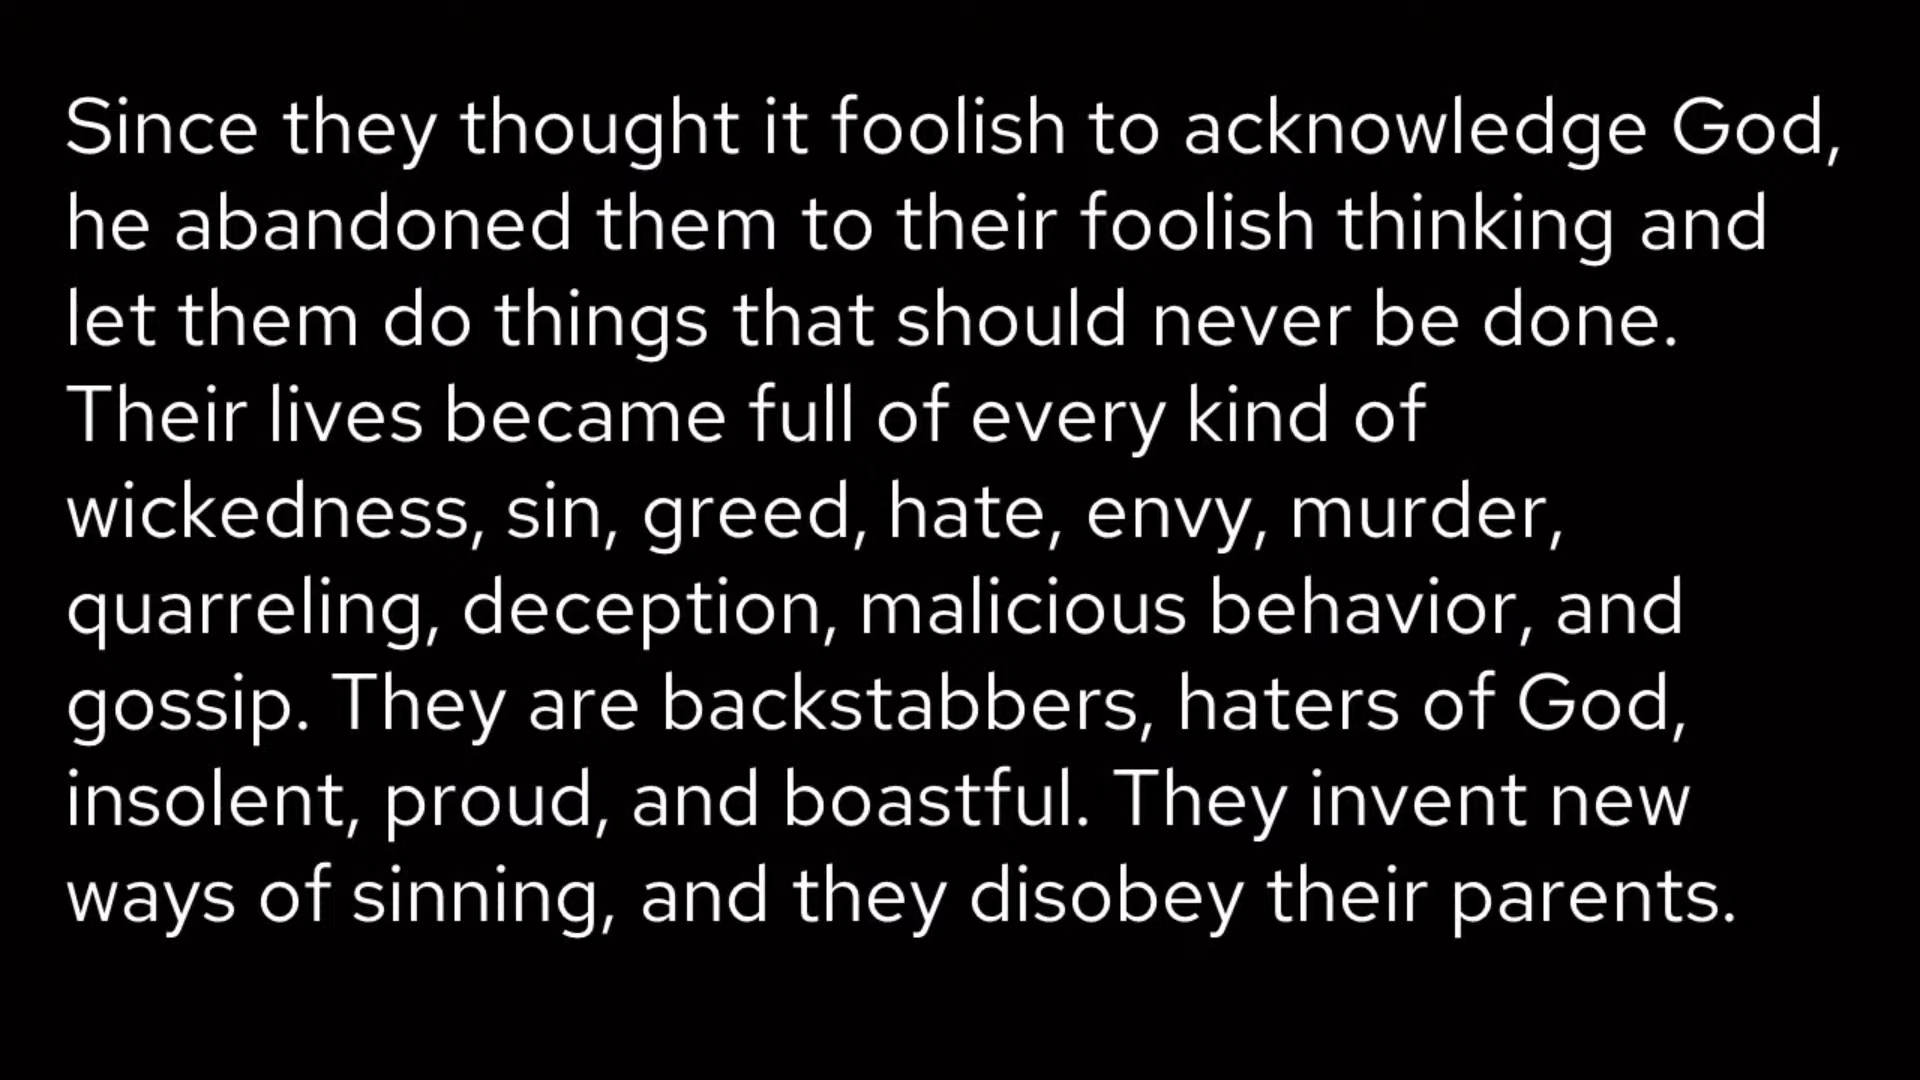 Since they thought it foolish to acknowledge God,
he abandoned them to their foolish thinking and
let them do things that should never be done.
Their lives became full of every kind of
wickedness, sin, greed, hate, envy, murder,
quarreling, deception, malicious behavior, and
gossip. They are backstabbers, haters of God,
insolent, proud, and boastful. They invent new
ways of sinning, and they disobey their parents.